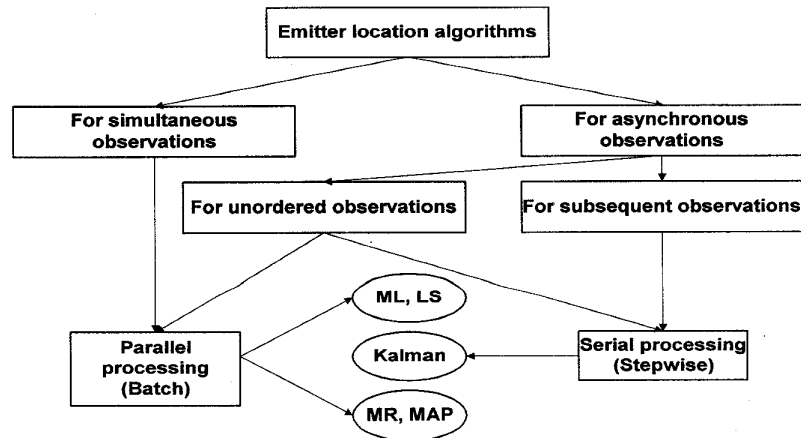 Emitter location algorithms
For simultaneous
observations
For asynchronous
observations
For unordered observations
For subsequent observations
ML, LS
Parallel
processing
(Batch)
Kalman
Serial processing
(Stepwise)
MR, MAP